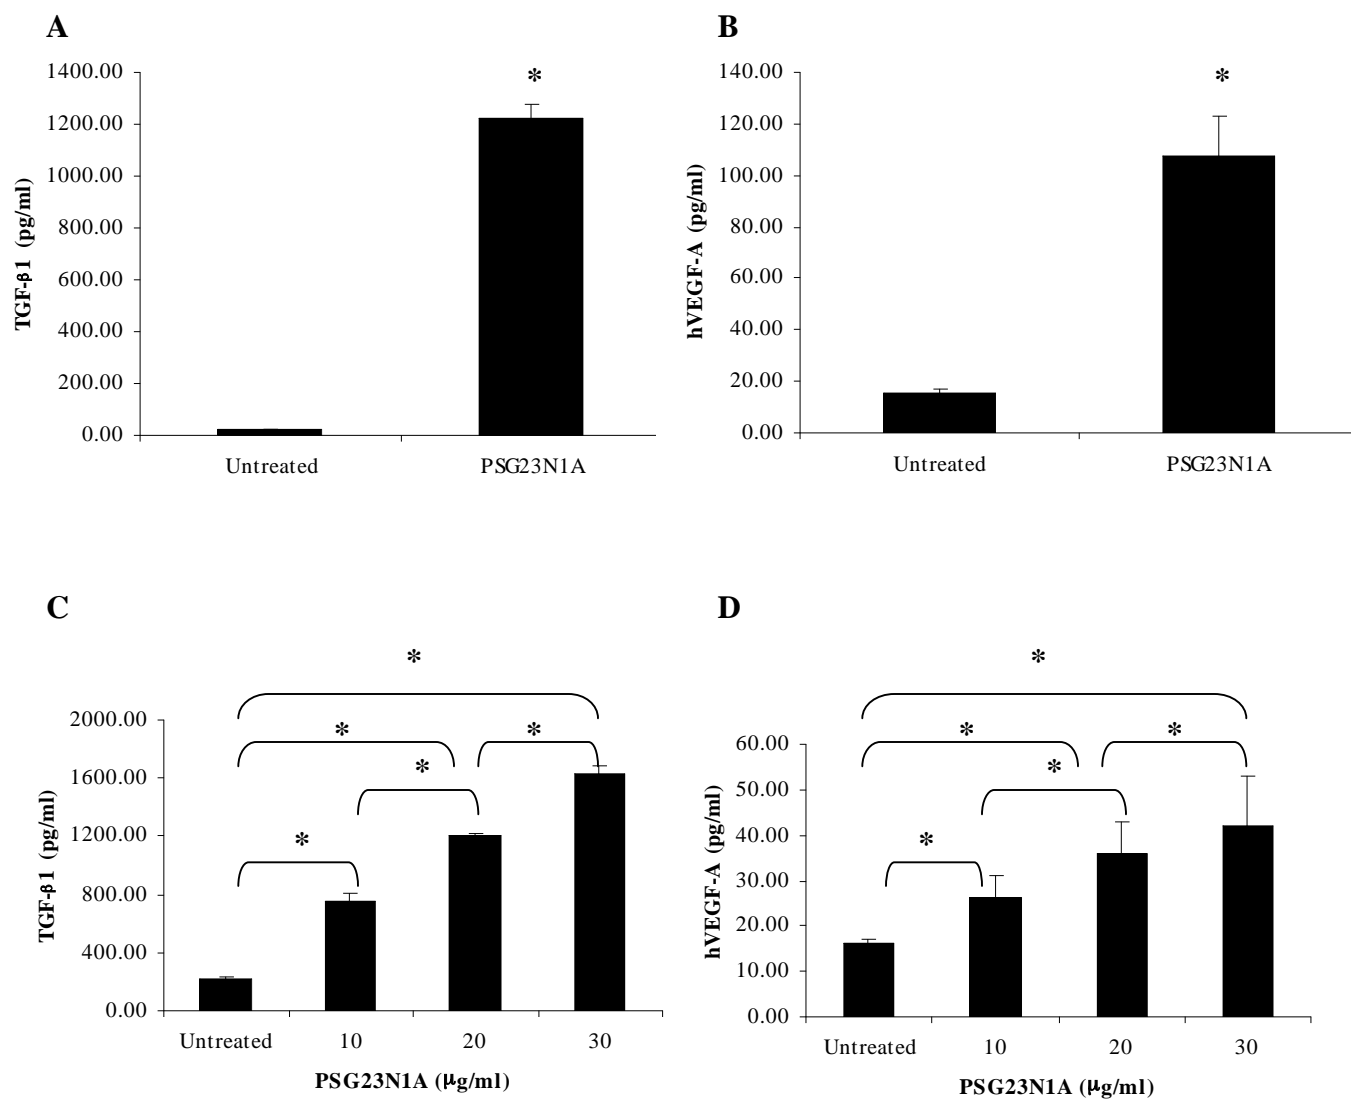 A
1400.00
1200.00
1000.00
800.00
600.00
400.00
200.00
0.00
TGF-β1 (pg/ml)
*
Untreated PSG23N1A
B
140.00
120.00
100.00
80.00
60.00
40.00
20.00
0.00
hVEGF-A (pg/ml)
*
Untreated PSG23N1A
C
*
*
*
*
*
2000.00
1600.00
1200.00
800.00
400.00
0.00
TGF-β1 (pg/ml)
Untreated 10 20 30
PSG23N1A (μg/ml)
D
*
*
*
*
*
60.00
50.00
40.00
30.00
20.00
10.00
0.00
hVEGF-A (pg/ml)
Untreated 10 20 30
PSG23N1A (μg/ml)